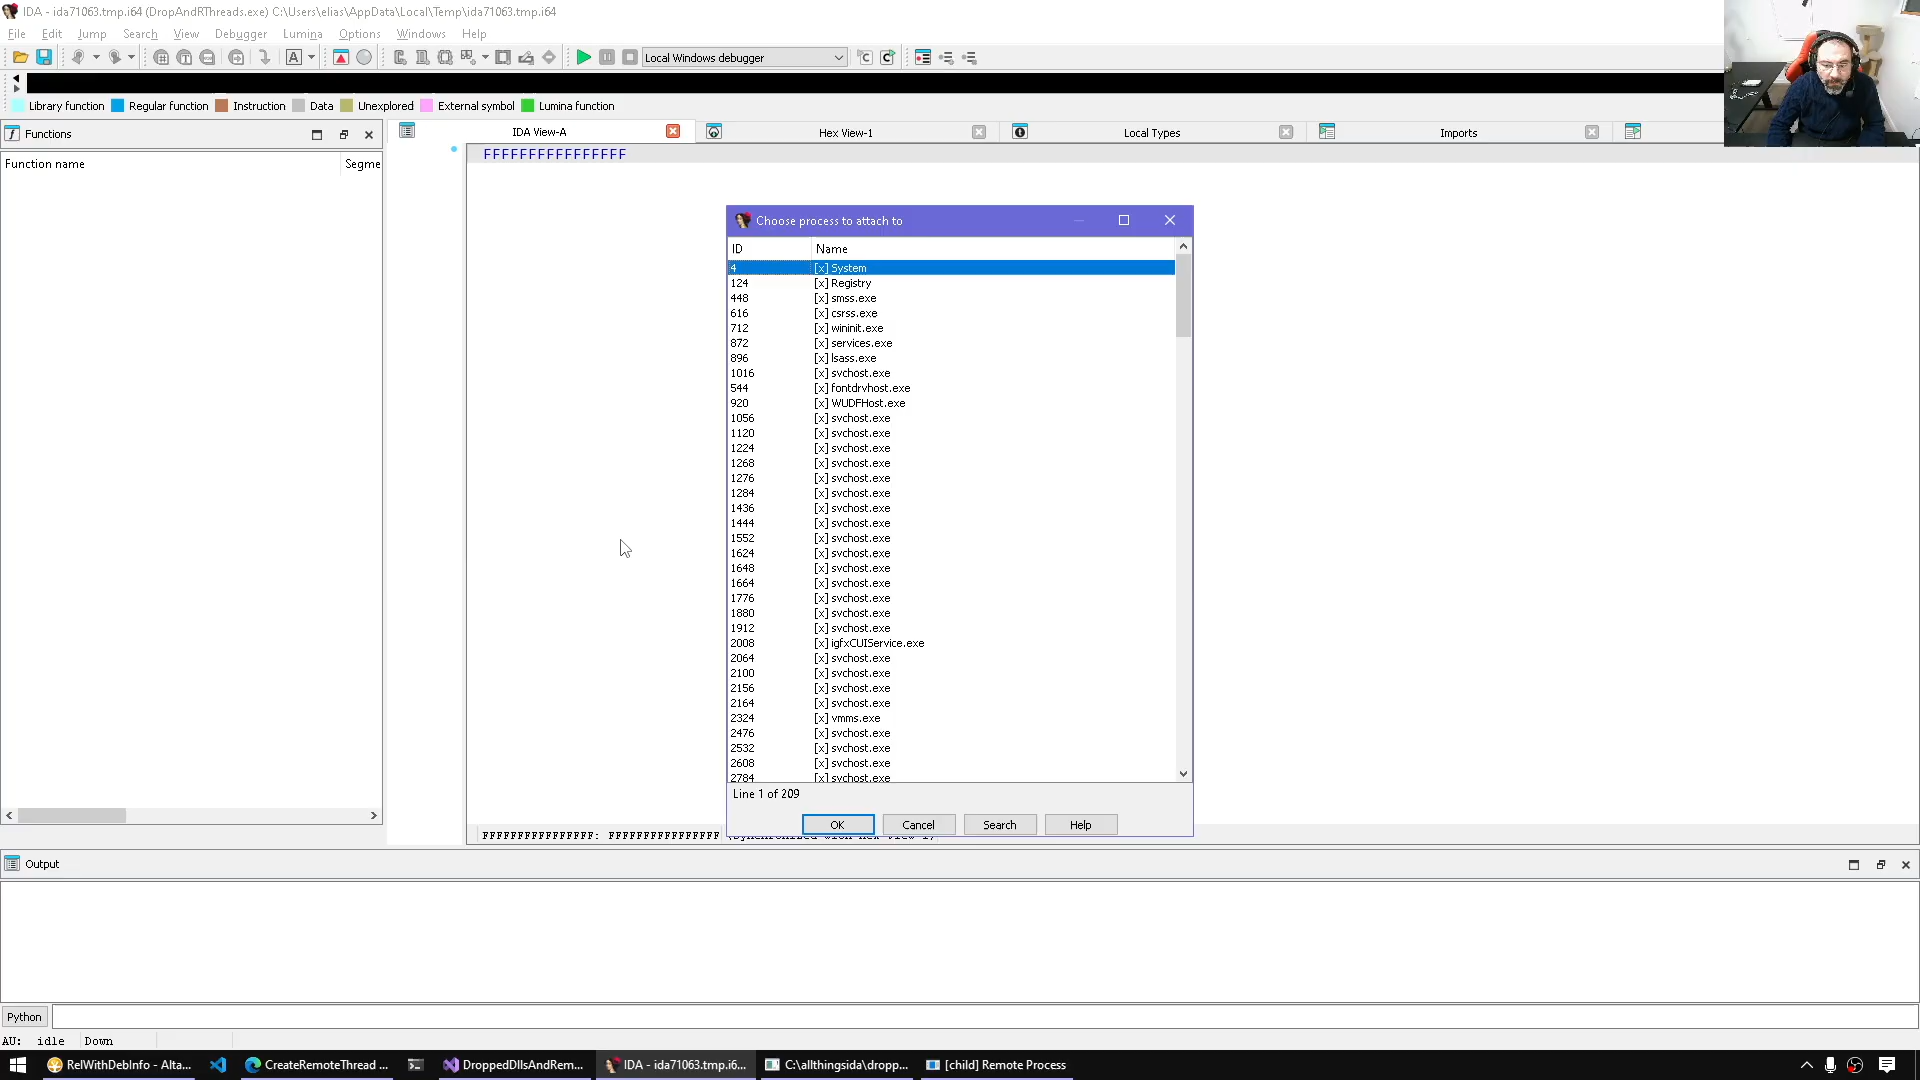 IDA - ida71063.tmp.i64 (DropAndRThreads.exe) C:\Users\elias\AppData\Local\Temp\ida71063.tmp.i64
File Edit Jump Search View Debugger Lumina Options Windows Help
Local Windows debugger
Library function Regular function Instruction Data Unexplored External symbol Lumina function
Functions
IDA View-A Hex View-1 Local Types Imports
Function name Segme
FFFFFFFFFFFFFFFF
Choose process to attach to
ID Name
4 [x] System
124 [x] Registry
448 [x] smss.exe
616 [x] csrss.exe
712 [x] wininit.exe
872 [x] services.exe
896 [x] lsass.exe
1016 [x] svchost.exe
544 [x] fontdrvhost.exe
920 [x] WUDFHost.exe
1056 [x] svchost.exe
1120 [x] svchost.exe
1224 [x] svchost.exe
1268 [x] svchost.exe
1276 [x] svchost.exe
1284 [x] svchost.exe
1436 [x] svchost.exe
1444 [x] svchost.exe
1552 [x] svchost.exe
1624 [x] svchost.exe
1648 [x] svchost.exe
1664 [x] svchost.exe
1776 [x] svchost.exe
1880 [x] svchost.exe
1912 [x] svchost.exe
2008 [x] igfxCUIService.exe
2064 [x] svchost.exe
2100 [x] svchost.exe
2156 [x] svchost.exe
2164 [x] svchost.exe
2324 [x] vmms.exe
2476 [x] svchost.exe
2532 [x] svchost.exe
2608 [x] svchost.exe
2784 [x] svchost.exe
Line 1 of 209
OK Cancel Search Help
FFFFFFFFFFFFFFFF: FFFFFFFFFFFFFFFF
Output
Python
AU: idle Down
RelWithDebInfo - Alta... CreateRemoteThread ... DroppedDllsAndRem... IDA - ida71063.tmp.i6... C:\allthingsida\dropp... [child] Remote Process